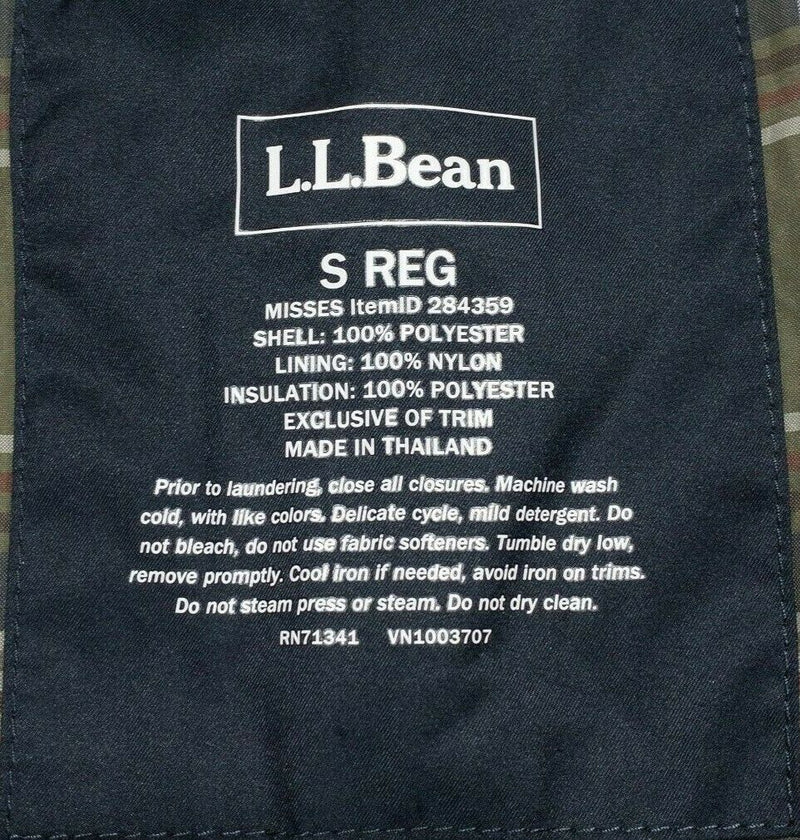 L.L.Bean
S REG
MISSES ItemID 284359
SHELL: 100% POLYESTER
LINING: 100% NYLON
INSULATION: 100% POLYESTER
EXCLUSIVE OF TRIM
MADE IN THAILAND
Prior to laundering, close all closures. Machine wash
cold, with like colors. Delicate cycle, mild detergent. Do
not bleach, do not use fabric softeners. Tumble dry low,
remove promptly. Cool iron if needed, avoid iron on trims.
Do not steam press or steam. Do not dry clean.
RN71341 VN1003707